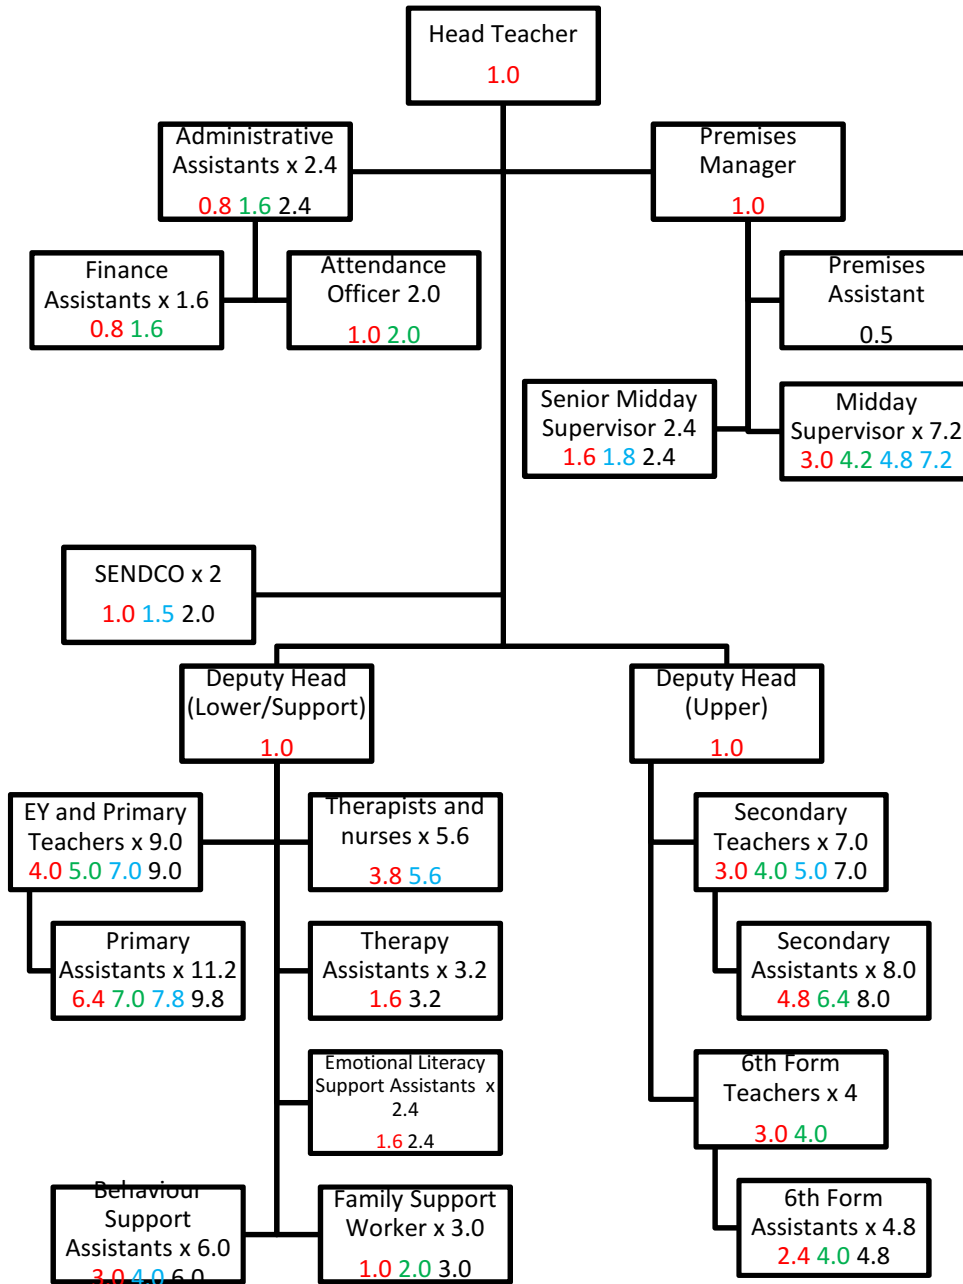 Head Teacher
1.0
Administrative
Assistants x 2.4
0.8 1.6 2.4
Premises
Manager
1.0
Finance
Assistants x 1.6
0.8 1.6
Attendance
Officer 2.0
1.0 2.0
Premises
Assistant
0.5
Senior Midday
Supervisor 2.4
1.6 1.8 2.4
Midday
Supervisor x 7.2
3.0 4.2 4.8 7.2
SENDCO x 2
1.0 1.5 2.0
Deputy Head
(Lower/Support)
1.0
Deputy Head
(Upper)
1.0
EY and Primary
Teachers x 9.0
4.0 5.0 7.0 9.0
Therapists and
nurses x 5.6
3.8 5.6
Secondary
Teachers x 7.0
3.0 4.0 5.0 7.0
Primary
Assistants x 11.2
6.4 7.0 7.8 9.8
Therapy
Assistants x 3.2
1.6 3.2
Secondary
Assistants x 8.0
4.8 6.4 8.0
Emotional Literacy
Support Assistants x
2.4
1.6 2.4
6th Form
Teachers x 4
3.0 4.0
Behaviour
Support
Assistants x 6.0
3.0 4.0 6.0
Family Support
Worker x 3.0
1.0 2.0 3.0
6th Form
Assistants x 4.8
2.4 4.0 4.8